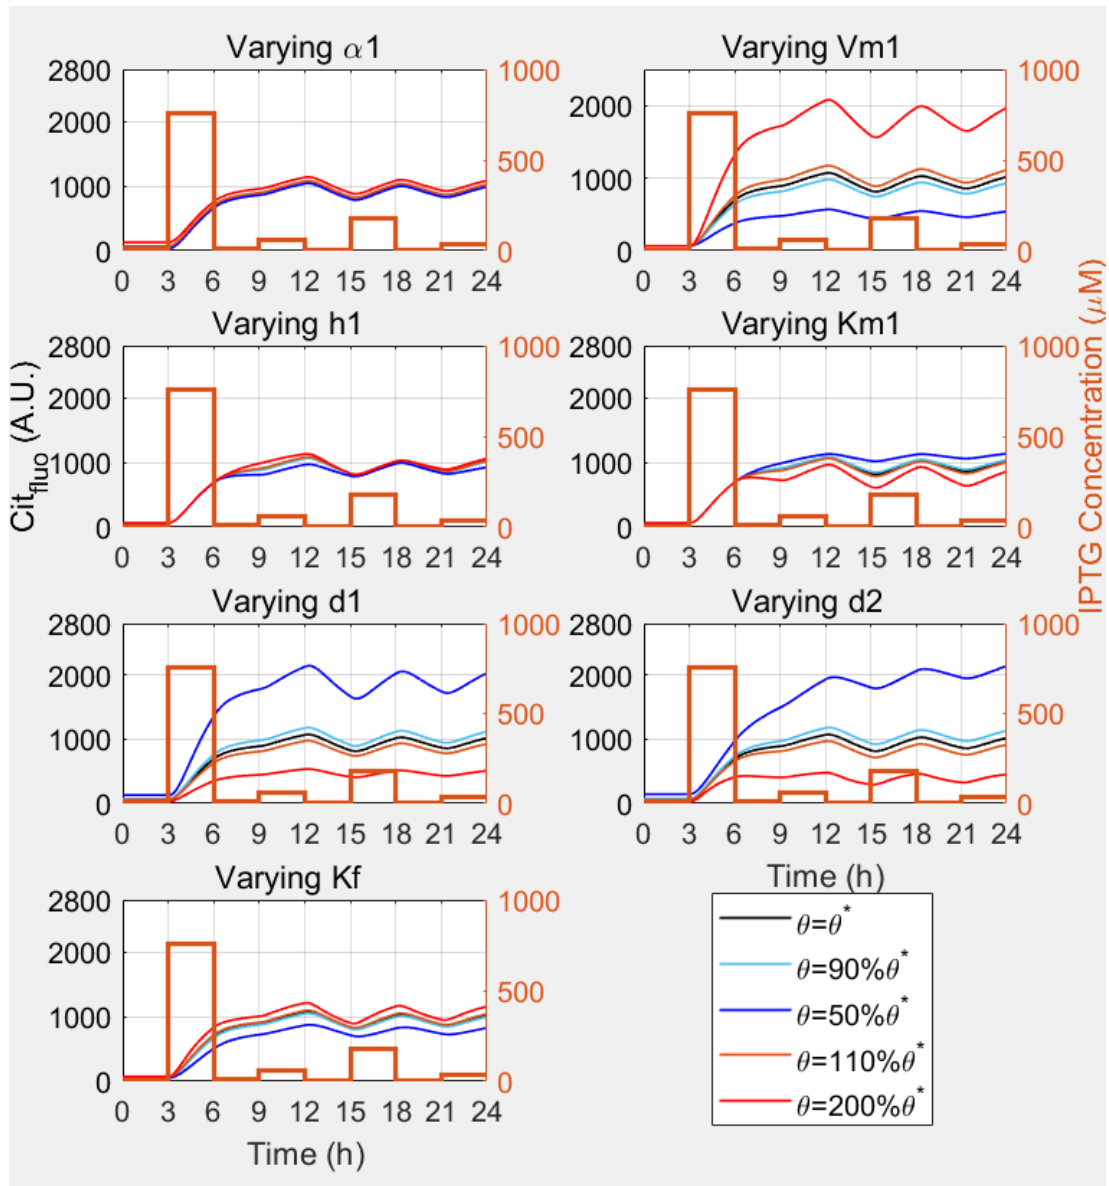 Varying α1
Varying Vm1
2800
2000
1000
0
1000
500
0
0 3 6 9 12 15 18 21 24
2000
1000
0
1000
500
0
0 3 6 9 12 15 18 21 24
Varying h1
Varying Km1
2800
2000
1000
0
1000
500
0
0 3 6 9 12 15 18 21 24
2800
2000
1000
0
1000
500
0
0 3 6 9 12 15 18 21 24
Cit_fluo (A.U.)
IPTG Concentration (μM)
Varying d1
Varying d2
2800
2000
1000
0
1000
500
0
0 3 6 9 12 15 18 21 24
2800
2000
1000
0
1000
500
0
0 3 6 9 12 15 18 21 24
Time (h)
Varying Kf
2800
2000
1000
0
1000
500
0
0 3 6 9 12 15 18 21 24
Time (h)
θ=θ*
θ=90%θ*
θ=50%θ*
θ=110%θ*
θ=200%θ*